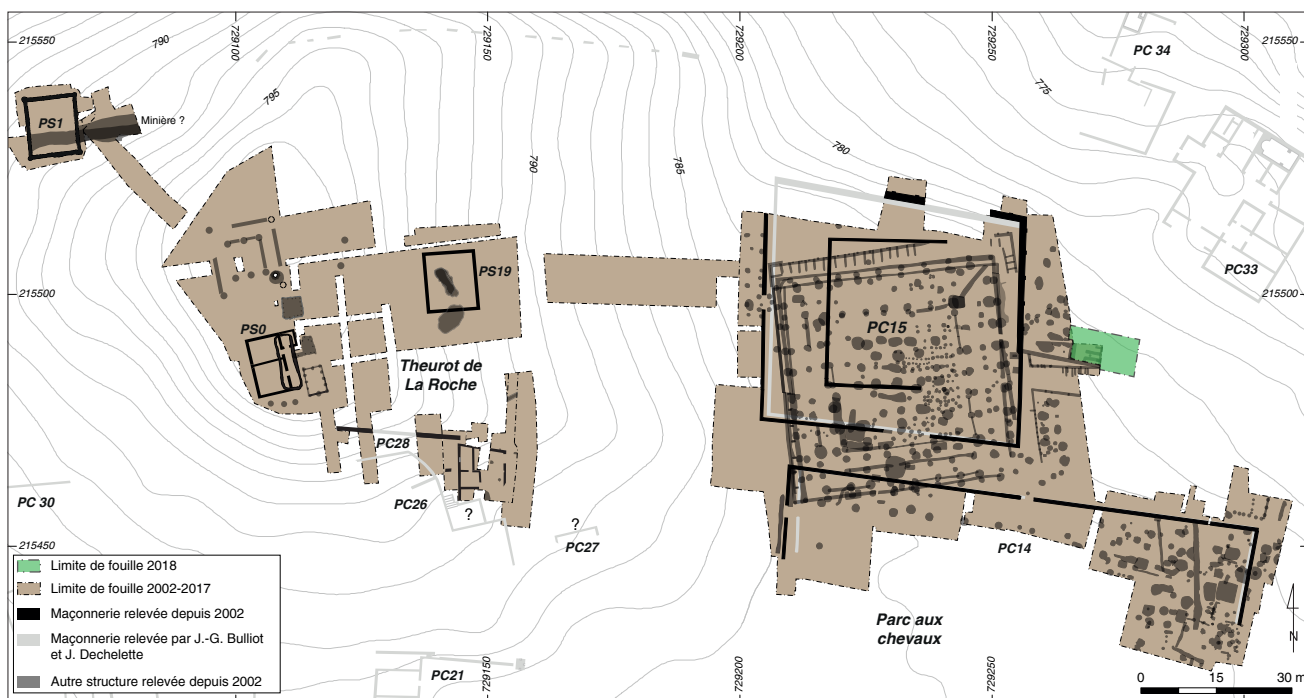 215550
790
729100
729150
729200
729250
729300
215550
PC 34
795
775
PS1
Minière ?
790
785
780
PC33
PS19
215500
215500
PS0
PC15
Theurot de
La Roche
PC28
PC 30
PC26
?
?
PC27
PC14
215450
215450
Parc aux
chevaux
PC21
729150
729200
729250
Limite de fouille 2018
Limite de fouille 2002-2017
Maçonnerie relevée depuis 2002
Maçonnerie relevée par J.-G. Bulliot
et J. Dechelette
Autre structure relevée depuis 2002
N
0 15 30 m